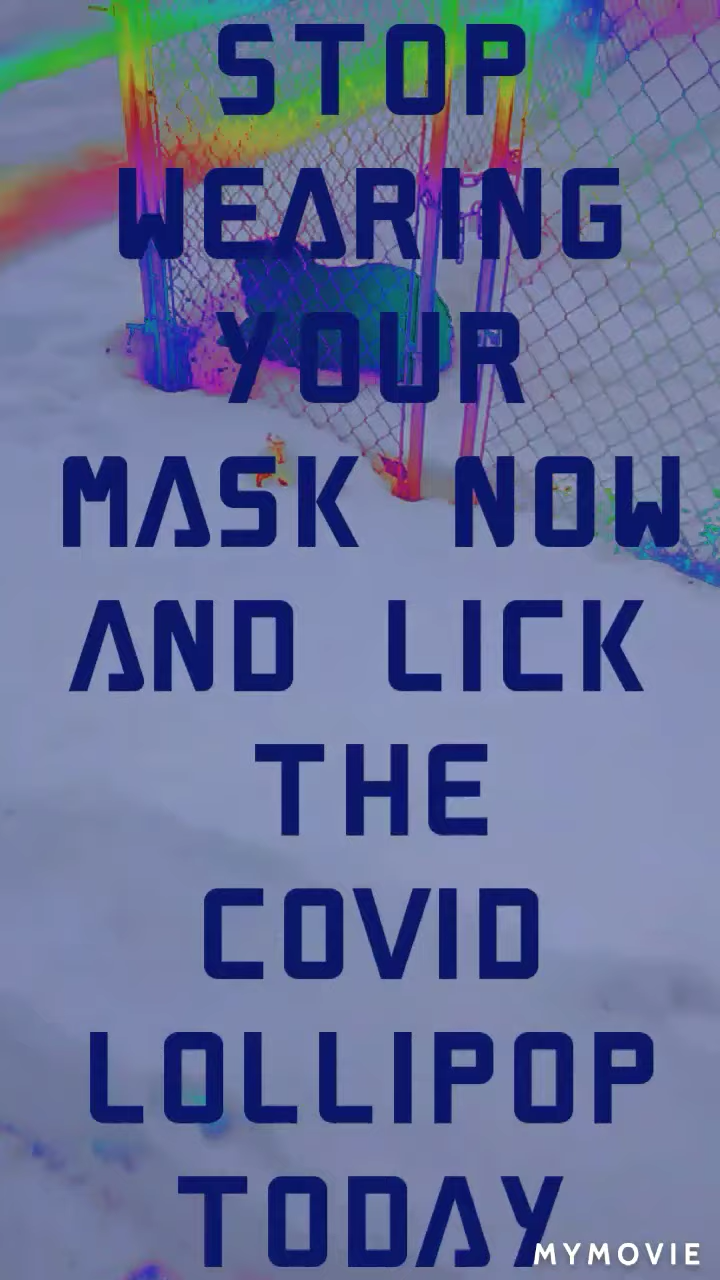 STOP
WEARING
YOUR
MASK NOW
AND LICK
THE
COVID
LOLLIPOP
TODAY
MYMOVIE